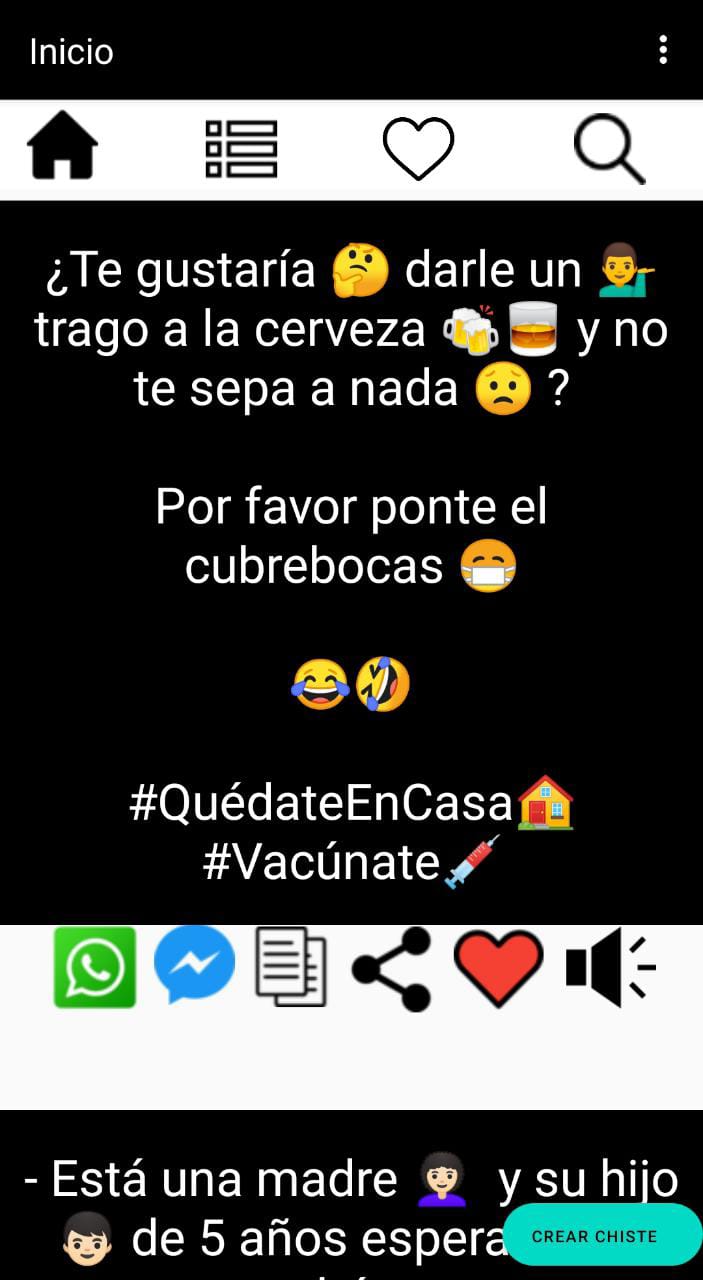 Inicio
¿Te gustaría 🤔 darle un 💁‍♂️
trago a la cerveza 🍻🥃 y no
te sepa a nada 😟 ?
Por favor ponte el
cubrebocas 😷
😂🤣
#QuédateEnCasa🏠
#Vacúnate💉
- Está una madre 👩🏻‍🦱 y su hijo
👦🏻 de 5 años espera
CREAR CHISTE